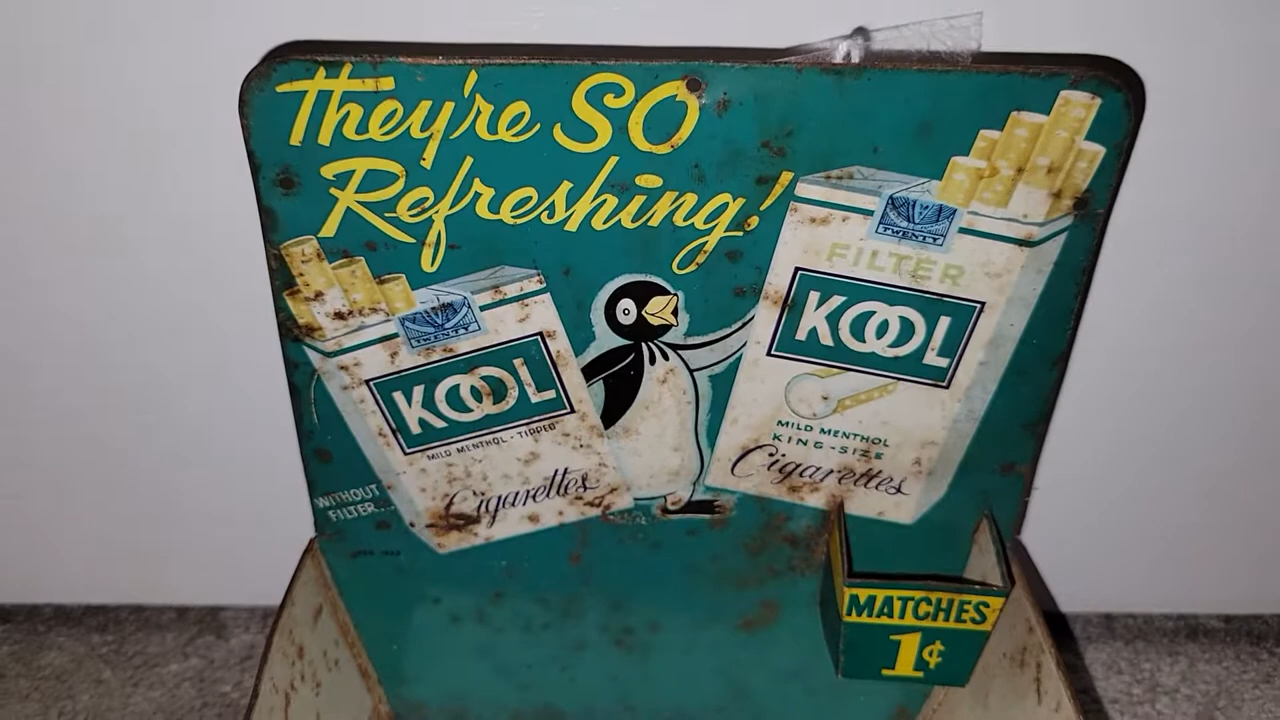 They're SO
Refreshing!
TWENTY
FILTER
KOOL
MILD MENTHOL
KING-SIZE
Cigarettes
TWENTY
KOOL
MILD MENTHOL-TIPPED
Cigarettes
WITHOUT
FILTER...
MATCHES
1¢